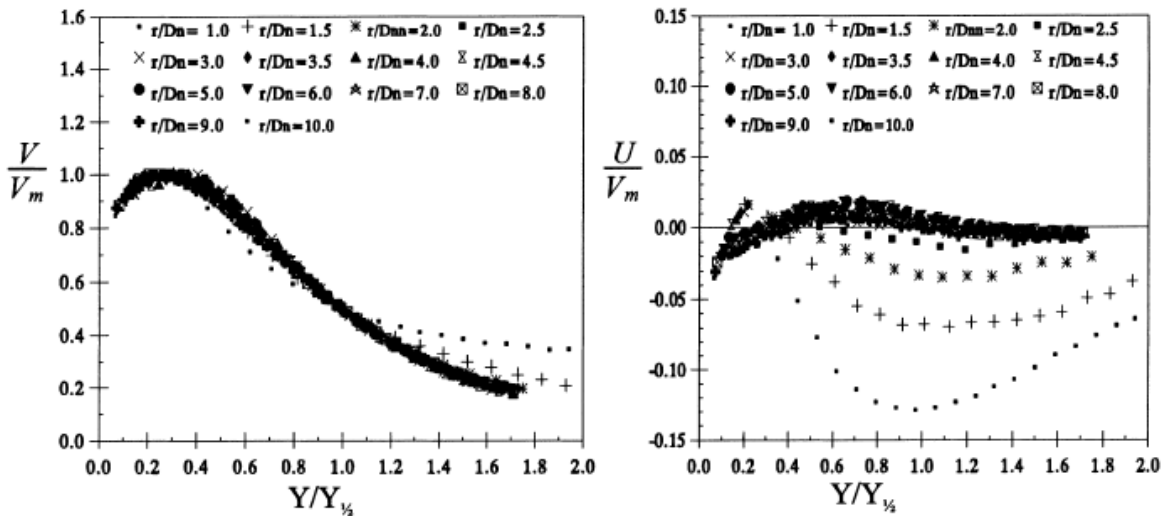 1.6
1.4
1.2
1.0
0.8
0.6
0.4
0.2
0.0
V
V m
r/Dn= 1.0 r/Dn=1.5 r/Dnn=2.0 r/Dn=2.5
r/Dn=3.0 r/Dn=3.5 r/Dn=4.0 r/Dn=4.5
r/Dn=5.0 r/Dn=6.0 r/Dn=7.0 r/Dn=8.0
r/Dn=9.0 r/Dn=10.0
0.0 0.2 0.4 0.6 0.8 1.0 1.2 1.4 1.6 1.8 2.0
Y/Y½
0.15
0.10
0.05
0.00
-0.05
-0.10
-0.15
U
V m
r/Dn= 1.0 r/Dn=1.5 r/Dnn=2.0 r/Dn=2.5
r/Dn=3.0 r/Dn=3.5 r/Dn=4.0 r/Dn=4.5
r/Dn=5.0 r/Dn=6.0 r/Dn=7.0 r/Dn=8.0
r/Dn=9.0 r/Dn=10.0
0.0 0.2 0.4 0.6 0.8 1.0 1.2 1.4 1.6 1.8 2.0
Y/Y½